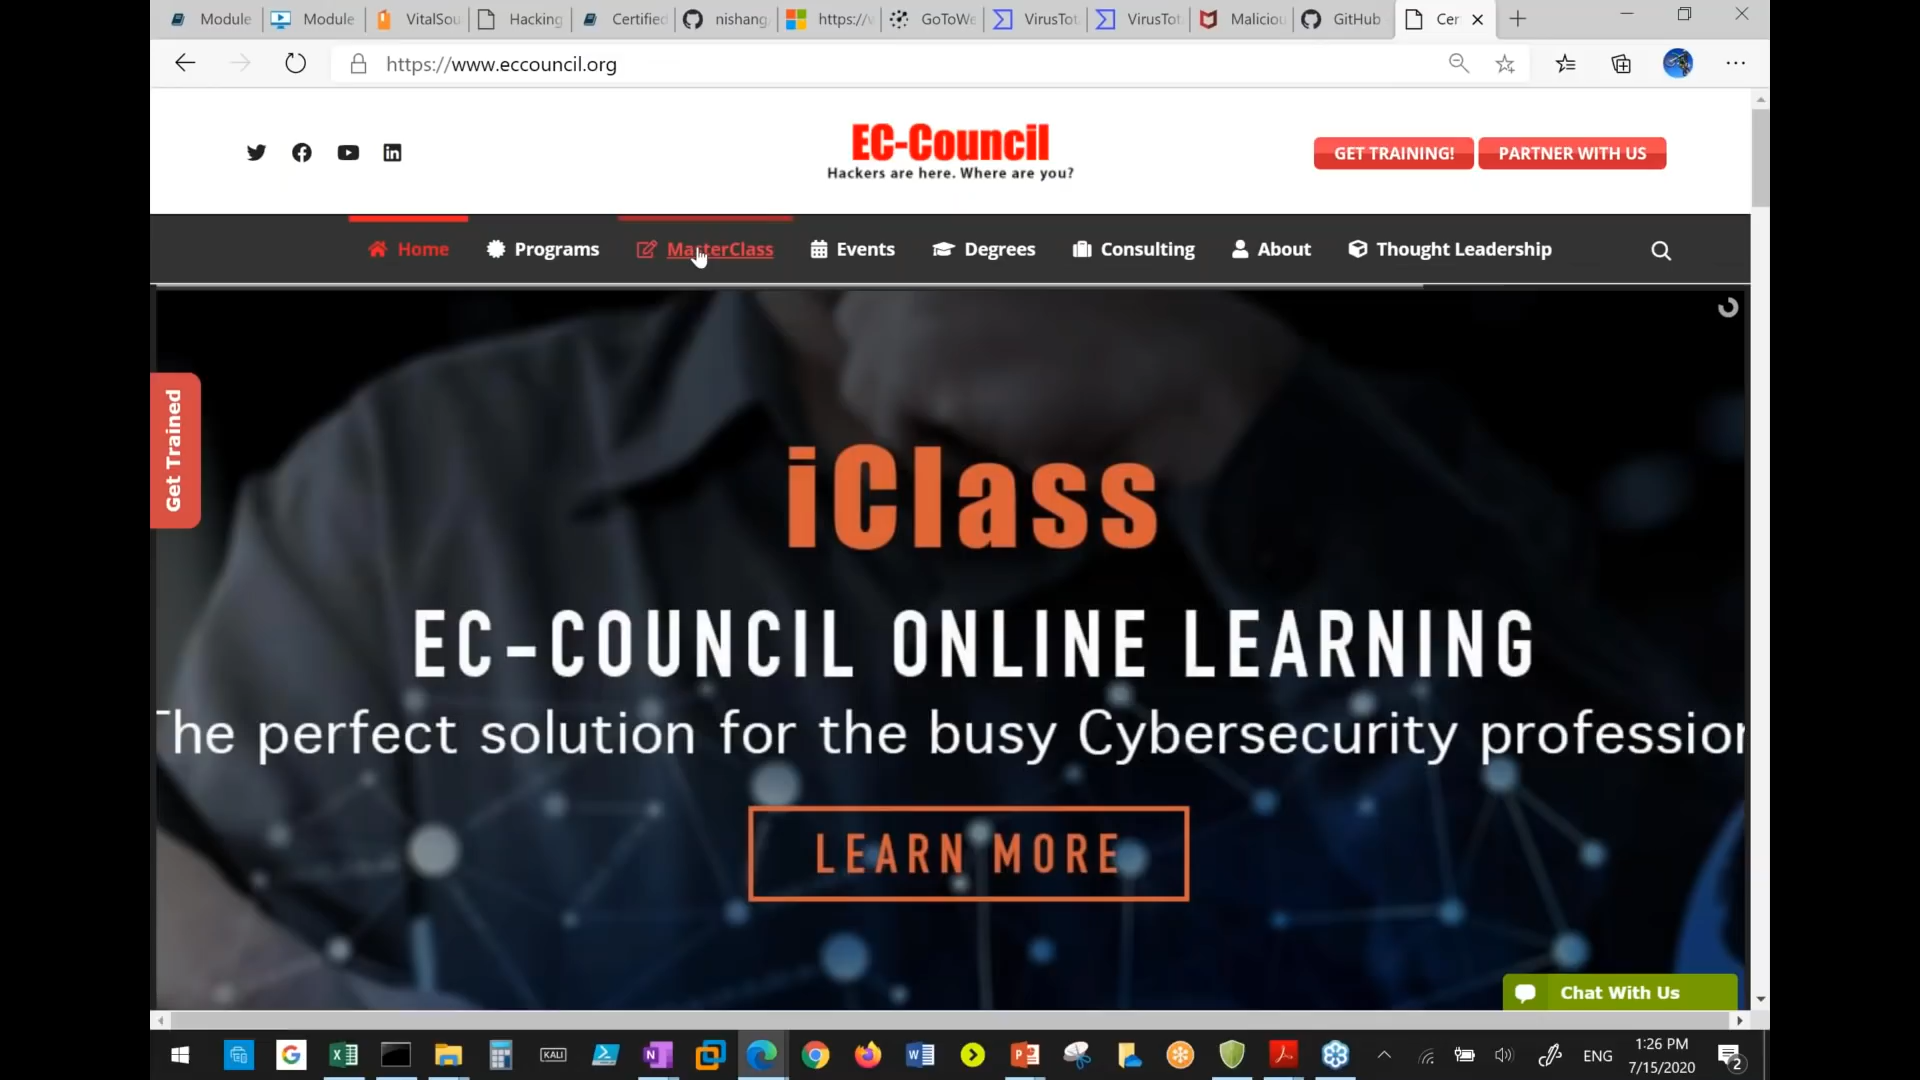 Module
Module
VitalSou
Hacking
Certified
nishang
https://v
GoToWe
VirusTot
VirusTot
Maliciou
GitHub
Cer
https://www.eccouncil.org
EC-Council
Hackers are here. Where are you?
GET TRAINING!
PARTNER WITH US
Home
Programs
MasterClass
Events
Degrees
Consulting
About
Thought Leadership
Get Trained
iClass
EC-COUNCIL ONLINE LEARNING
The perfect solution for the busy Cybersecurity profession
LEARN MORE
Chat With Us
KALI
ENG
1:26 PM
7/15/2020
2